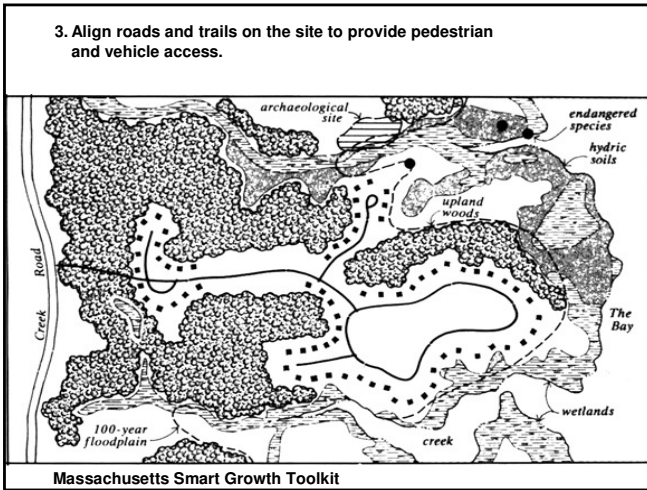 3. Align roads and trails on the site to provide pedestrian
and vehicle access.
archaeological
site
endangered
species
hydric
soils
upland
woods
Creek Road
The
Bay
wetlands
100-year
floodplain
creek
Massachusetts Smart Growth Toolkit